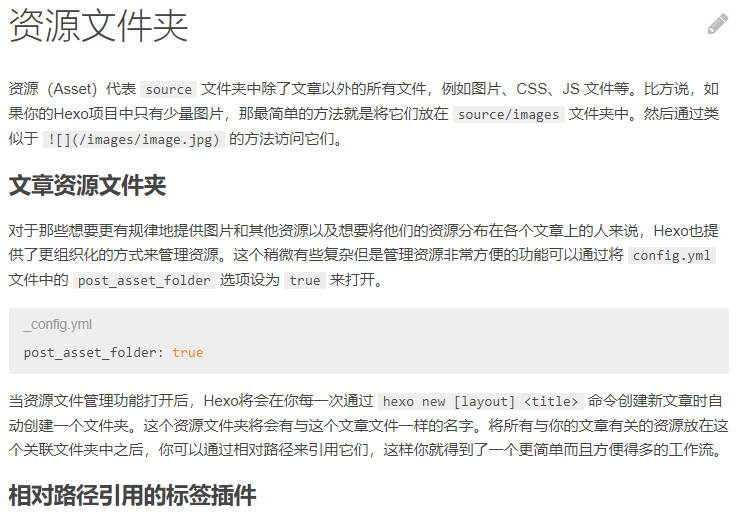 资源文件夹
资源（Asset）代表 source 文件夹中除了文章以外的所有文件，例如图片、CSS、JS 文件等。比方说，如
果你的Hexo项目中只有少量图片，那最简单的方法就是将它们放在 source/images 文件夹中。然后通过类
似于 ![](/images/image.jpg) 的方法访问它们。
文章资源文件夹
对于那些想要更有规律地提供图片和其他资源以及想要将他们的资源分布在各个文章上的人来说，Hexo也提
供了更组织化的方式来管理资源。这个稍微有些复杂但是管理资源非常方便的功能可以通过将 config.yml
文件中的 post_asset_folder 选项设为 true 来打开。
_config.yml
post_asset_folder: true
当资源文件管理功能打开后，Hexo将会在你每一次通过 hexo new [layout] <title> 命令创建新文章时自
动创建一个文件夹。这个资源文件夹将会有与这个文章文件一样的名字。将所有与你的文章有关的资源放在这
个关联文件夹中之后，你可以通过相对路径来引用它们，这样你就得到了一个更简单而且方便得多的工作流。
相对路径引用的标签插件